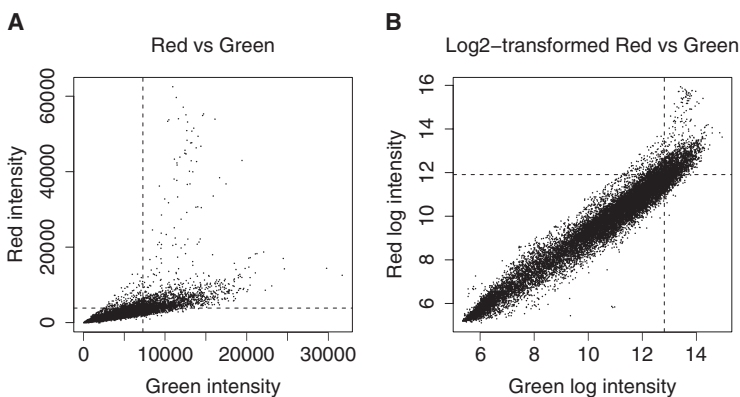 A
Red vs Green
Red intensity
60000
40000
20000
0
0
10000
20000
30000
Green intensity
B
Log2−transformed Red vs Green
Red log intensity
16
14
12
10
8
6
6
8
10
12
14
Green log intensity